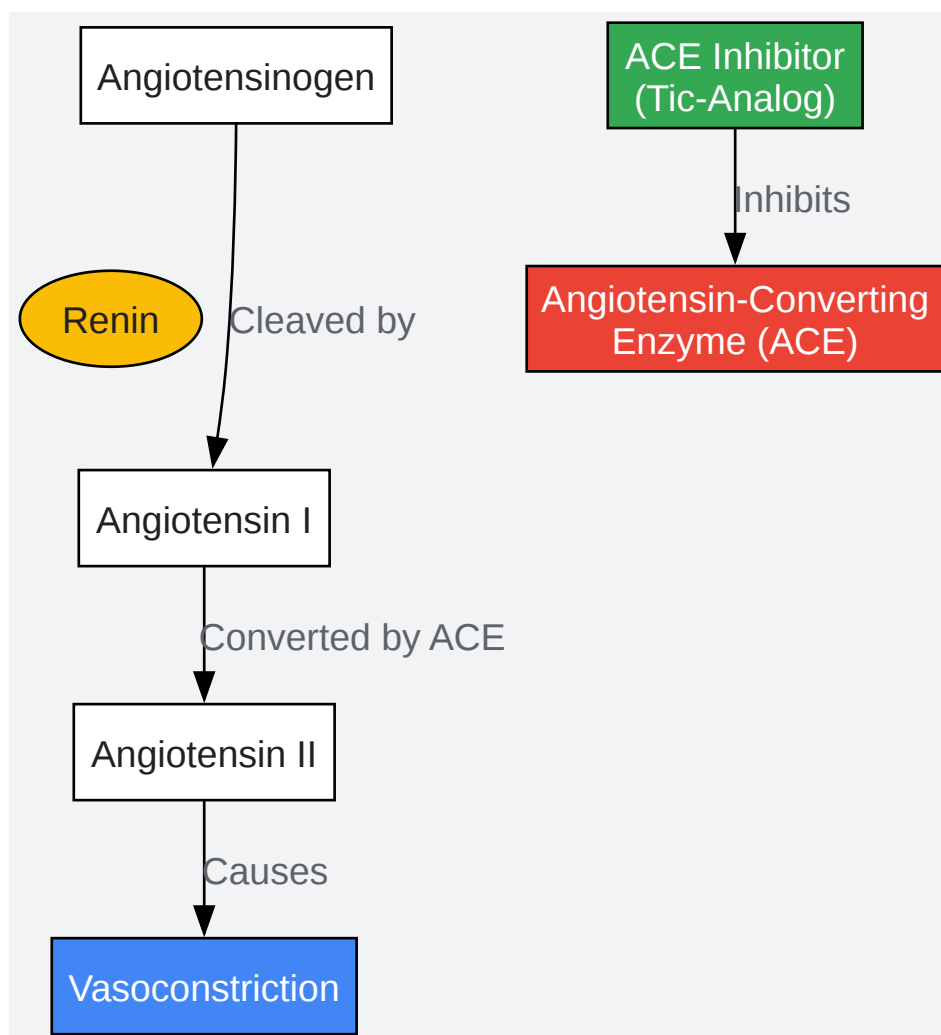 Angiotensinogen
ACE Inhibitor
(Tic-Analog)
Inhibits
Renin
Cleaved by
Angiotensin-Converting
Enzyme (ACE)
Angiotensin I
Converted by ACE
Angiotensin II
Causes
Vasoconstriction